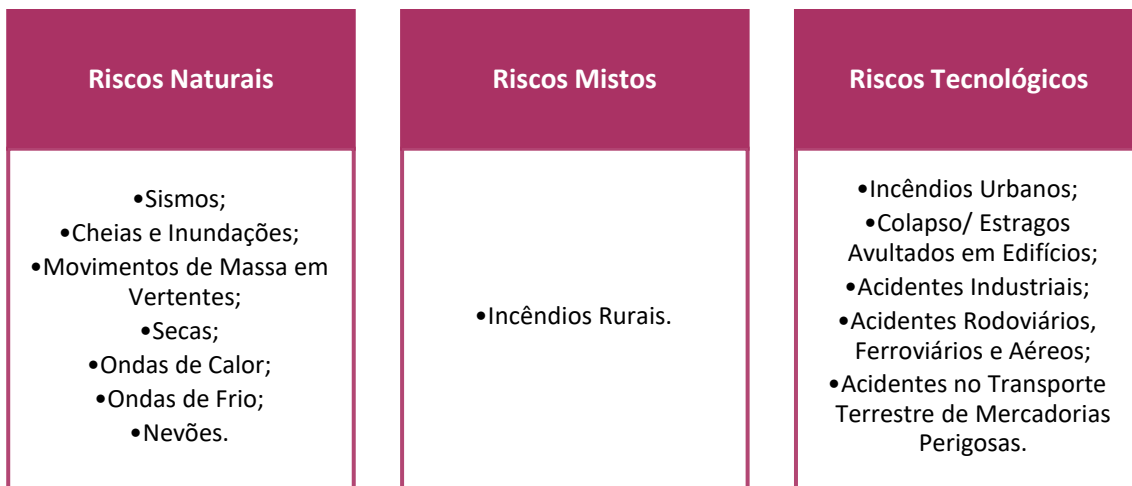 Riscos Naturais
•Sismos;
•Cheias e Inundações;
•Movimentos de Massa em
Vertentes;
•Secas;
•Ondas de Calor;
•Ondas de Frio;
•Nevões.
Riscos Mistos
•Incêndios Rurais.
Riscos Tecnológicos
•Incêndios Urbanos;
•Colapso/ Estragos
Avultados em Edifícios;
•Acidentes Industriais;
•Acidentes Rodoviários,
Ferroviários e Aéreos;
•Acidentes no Transporte
Terrestre de Mercadorias
Perigosas.